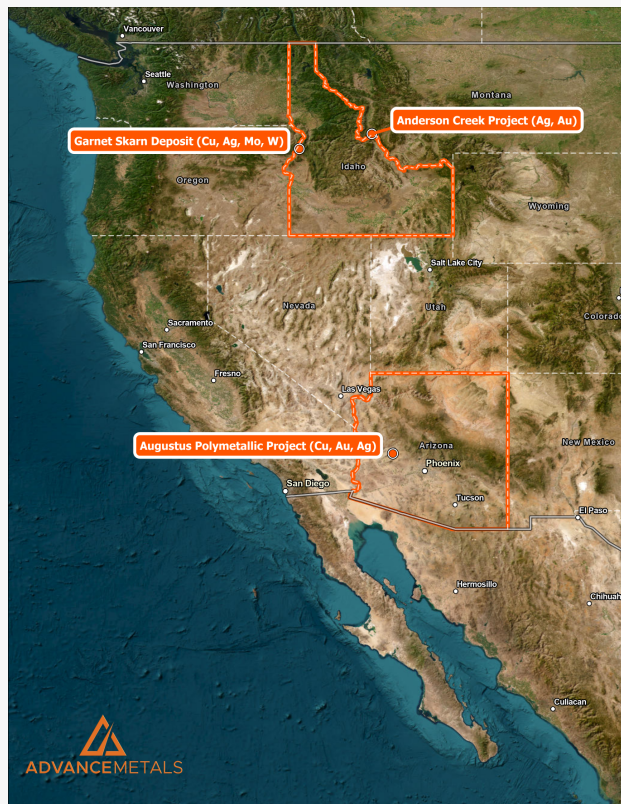 Vancouver
Seattle
Washington
Montana
Anderson Creek Project (Ag, Au)
Garnet Skarn Deposit (Cu, Ag, Mo, W)
Idaho
Oregon
Wyoming
Salt Lake City
Nevada
Utah
Colorado
Sacramento
San Francisco
Fresno
Las Vegas
Augustus Polymetallic Project (Cu, Au, Ag)
Arizona
New Mexico
Phoenix
San Diego
Tucson
El Paso
Hermosillo
Chihuah
Culiacan
ADVANCEMETALS